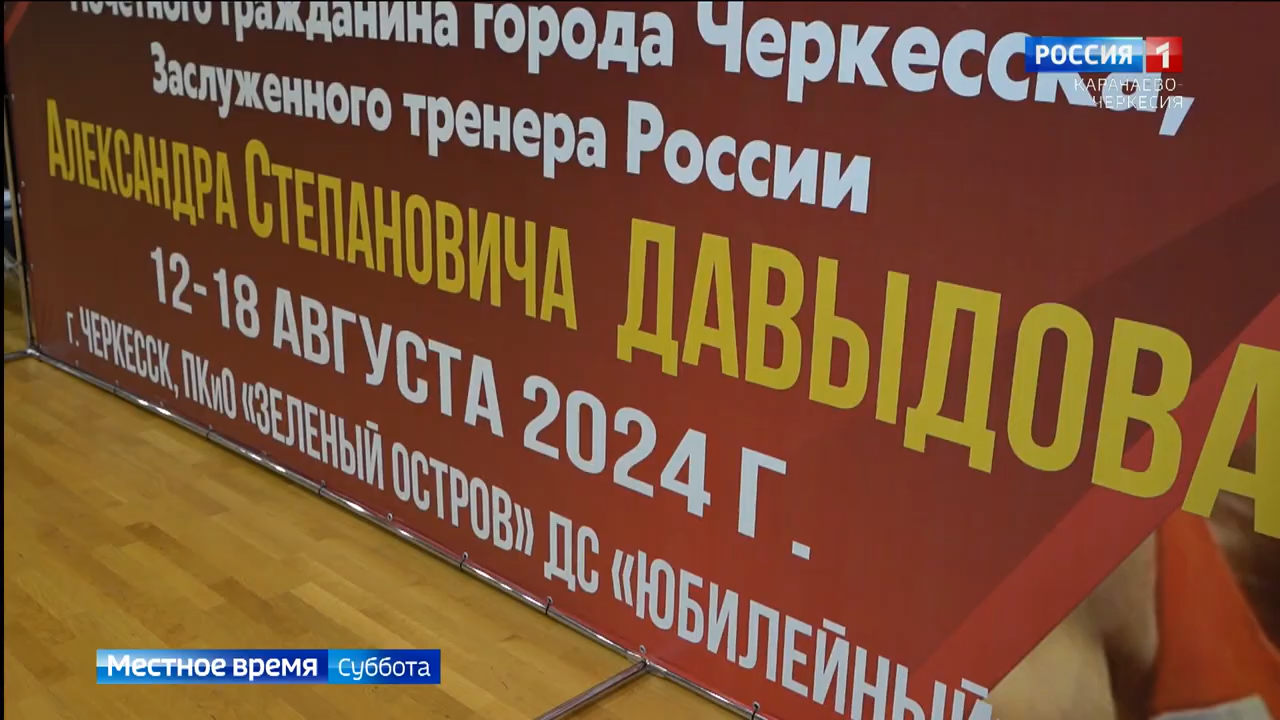 Почетного гражданина города Черкесска,
Заслуженного тренера России
Александра Степановича ДАВЫДОВА
12-18 АВГУСТА 2024 Г.
г. ЧЕРКЕССК, ПКиО «ЗЕЛЕНЫЙ ОСТРОВ» ДС «ЮБИЛЕЙНЫЙ
РОССИЯ 1
КАРАЧАЕВО-
ЧЕРКЕСИЯ
Местное время Суббота